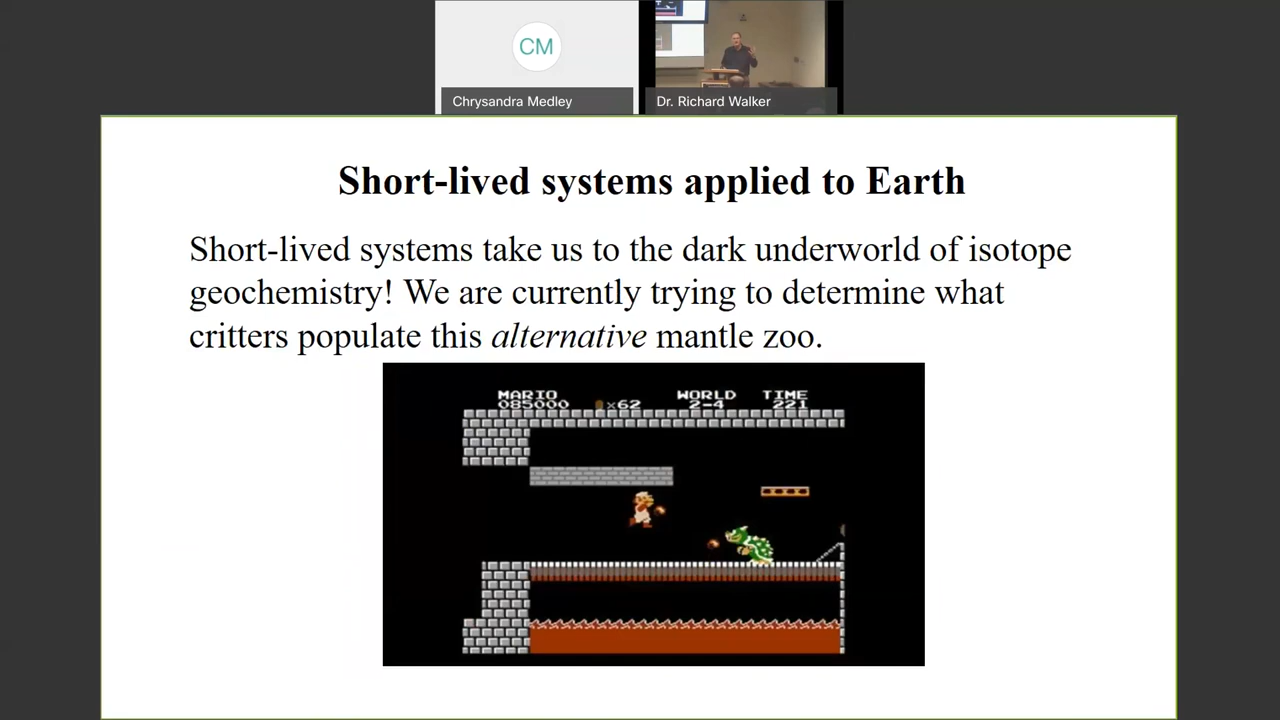 CM
Chrysandra Medley
Dr. Richard Walker
Short-lived systems applied to Earth
Short-lived systems take us to the dark underworld of isotope
geochemistry! We are currently trying to determine what
critters populate this alternative mantle zoo.
MARIO WORLD TIME
085000 ×62 2-4 221